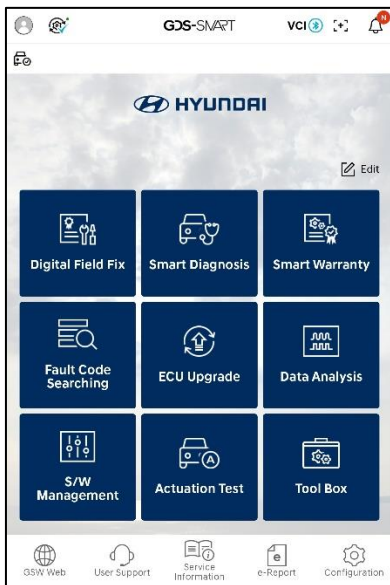 GDS-SMART
VCI
N
HYUNDAI
Edit
Digital Field Fix
Smart Diagnosis
Smart Warranty
Fault Code
Searching
ECU Upgrade
Data Analysis
S/W
Management
A
Actuation Test
Tool Box
e
GSW Web
User Support
Service
Information
e-Report
Configuration